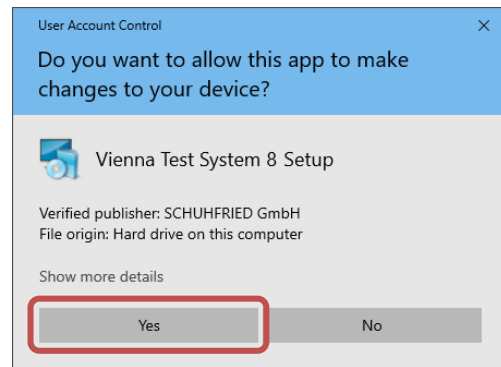 User Account Control
Do you want to allow this app to make
changes to your device?
Vienna Test System 8 Setup
Verified publisher: SCHUHFRIED GmbH
File origin: Hard drive on this computer
Show more details
Yes No